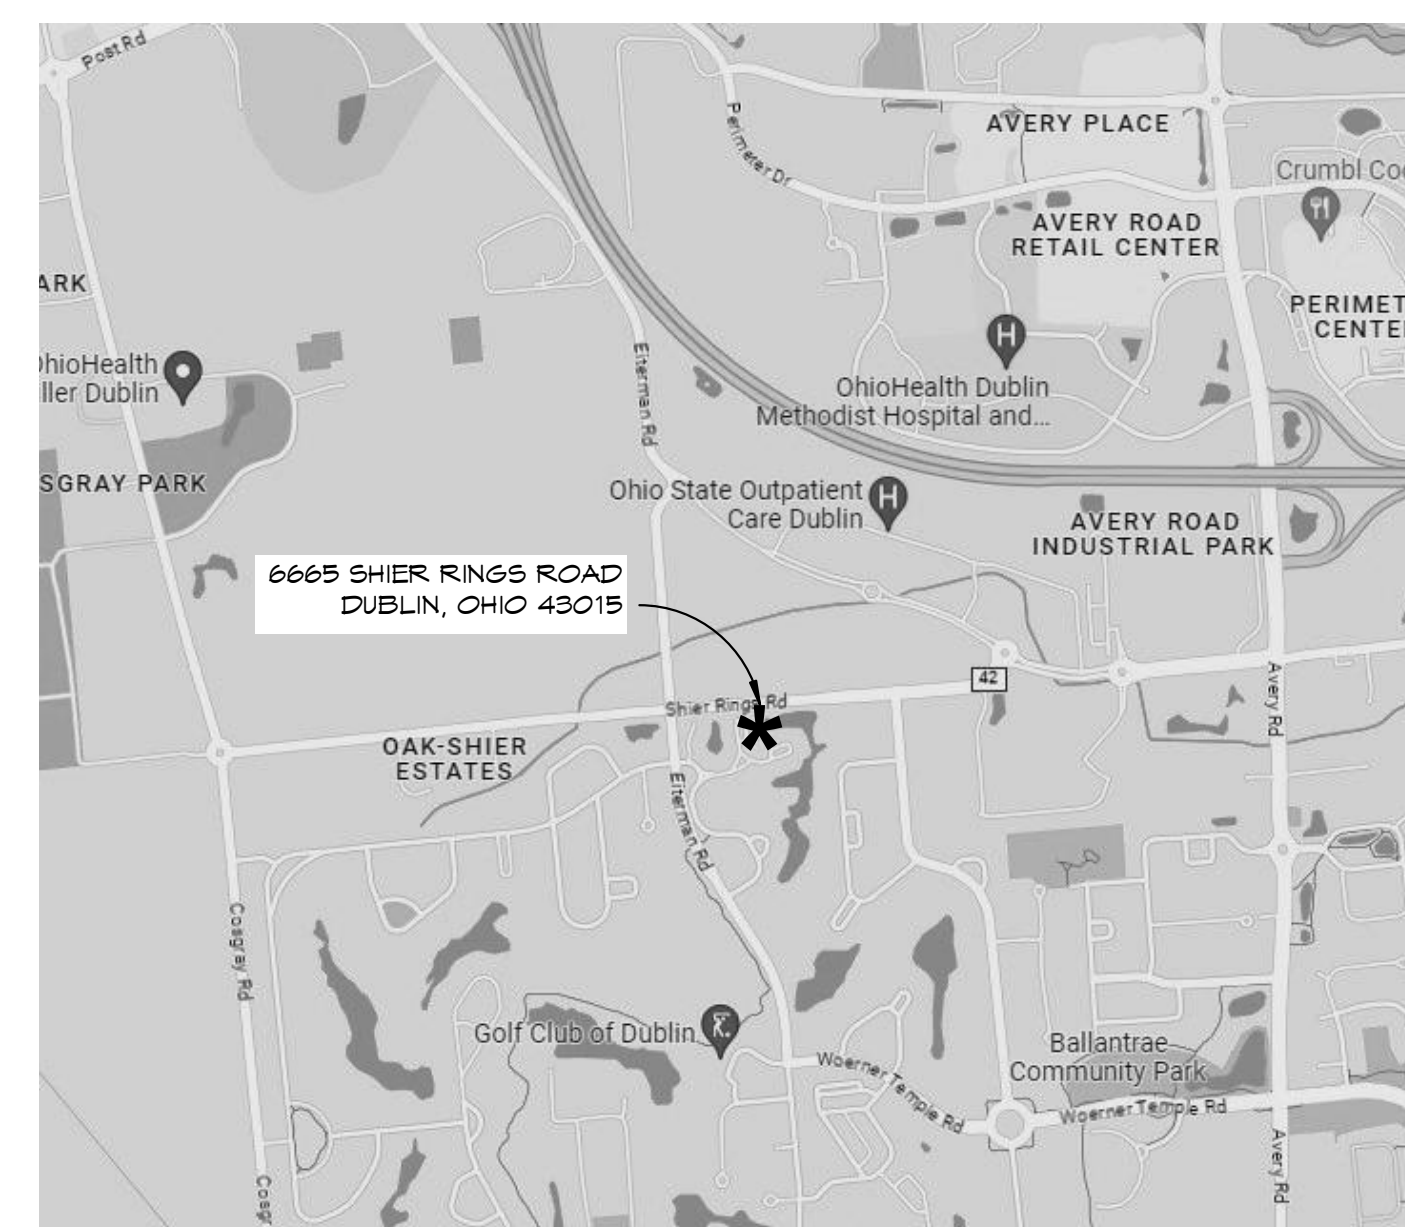 Post Rd
Perimeter Dr
AVERY PLACE
Crumbl Coo
AVERY ROAD
RETAIL CENTER
ARK
PERIMET
CENTE
Eiterman Rd
OhioHealth
ller Dublin
OhioHealth Dublin
Methodist Hospital and...
SGRAY PARK
Ohio State Outpatient
Care Dublin
AVERY ROAD
INDUSTRIAL PARK
6665 SHIER RINGS ROAD
DUBLIN, OHIO 43015
42
Shier Rings Rd
Avery Rd
OAK-SHIER
ESTATES
Eiterman Rd
Cosgray Rd
Golf Club of Dublin
Ballantrae
Community Park
Woerner Temple Rd
Woerner Temple Rd
Avery Rd
Cosgr